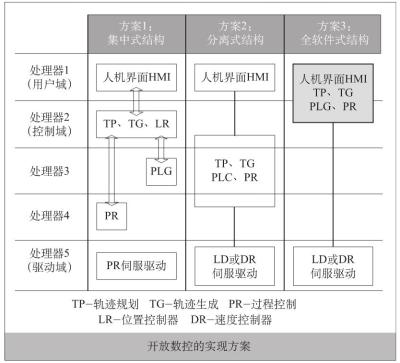 方案1：
集中式结构
方案2：
分离式结构
方案3：
全软件式结构
处理器1
（用户域）
人机界面HMI
人机界面HMI
人机界面HMI
TP、TG
PLG、PR
处理器2
（控制域）
TP、TG、LR
处理器3
PLG
TP、TG
PLC、PR
处理器4
PR
处理器5
（驱动域）
PR伺服驱动
LD或DR
伺服驱动
LD或DR
伺服驱动
TP–轨迹规划 TG–轨迹生成 PR–过程控制
LR–位置控制器 DR–速度控制器
开放数控的实现方案